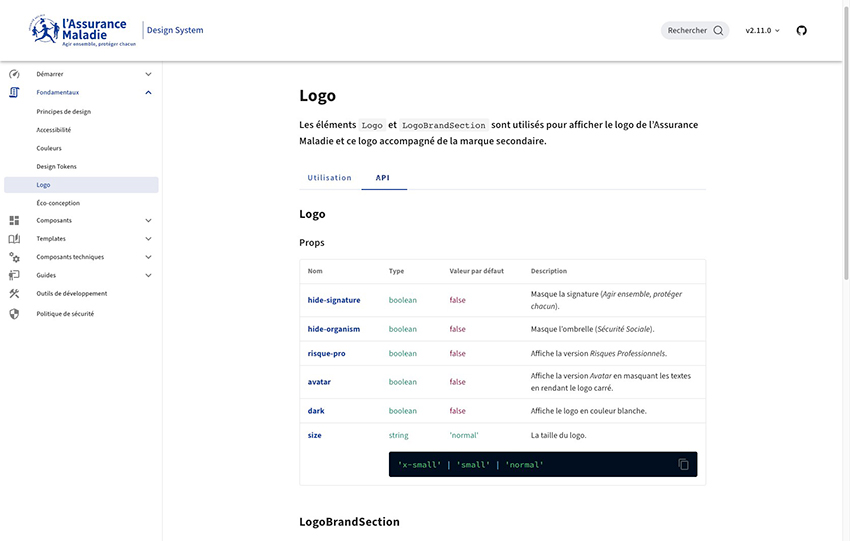 l'Assurance
Maladie
Agir ensemble, protéger chacun
Design System
Rechercher
v2.11.0
Démarrer
Fondamentaux
Principes de design
Accessibilité
Couleurs
Design Tokens
Logo
Éco-conception
Composants
Templates
Composants techniques
Guides
Outils de développement
Politique de sécurité
Logo
Les éléments Logo et LogoBrandSection sont utilisés pour afficher le logo de l'Assurance
Maladie et ce logo accompagné de la marque secondaire.
Utilisation API
Logo
Props
Nom Type Valeur par défaut Description
hide-signature boolean false Masque la signature (Agir ensemble, protéger
chacun).
hide-organism boolean false Masque l'ombrelle (Sécurité Sociale).
risque-pro boolean false Affiche la version Risques Professionnels.
avatar boolean false Affiche la version Avatar en masquant les textes
en rendant le logo carré.
dark boolean false Affiche le logo en couleur blanche.
size string 'normal' La taille du logo.
'x-small' | 'small' | 'normal'
LogoBrandSection